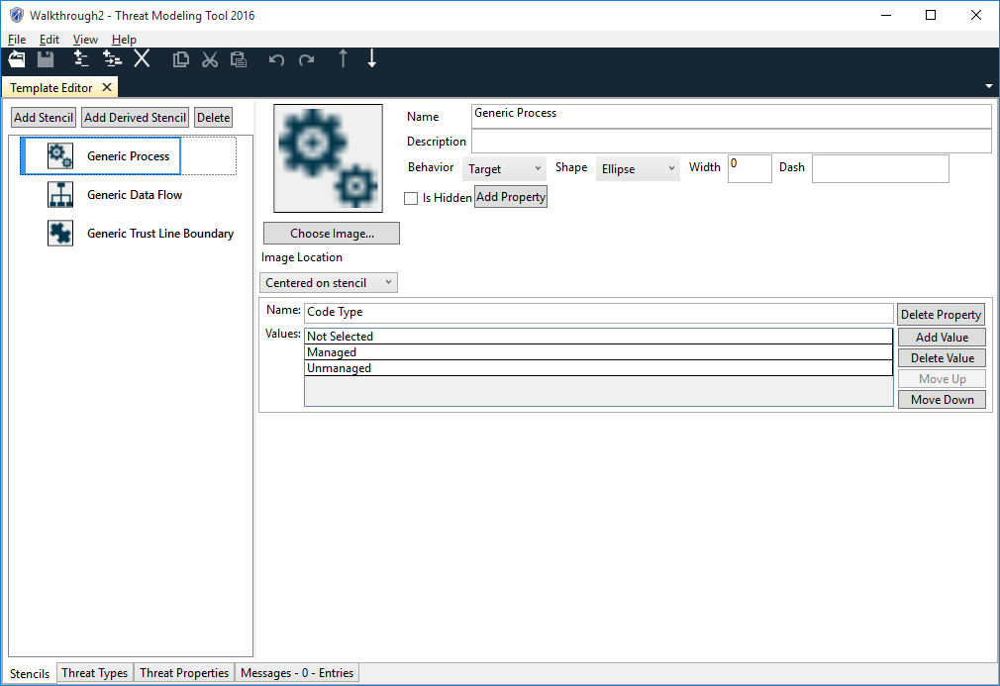 Walkthrough2 - Threat Modeling Tool 2016
File Edit View Help
Template Editor
Add Stencil Add Derived Stencil Delete
Generic Process
Generic Data Flow
Generic Trust Line Boundary
Name Generic Process
Description
Behavior Target Shape Ellipse Width 0 Dash
Is Hidden Add Property
Choose Image...
Image Location
Centered on stencil
Name: Code Type Delete Property
Values: Not Selected Add Value
Managed Delete Value
Unmanaged Move Up
Move Down
Stencils Threat Types Threat Properties Messages - 0 - Entries